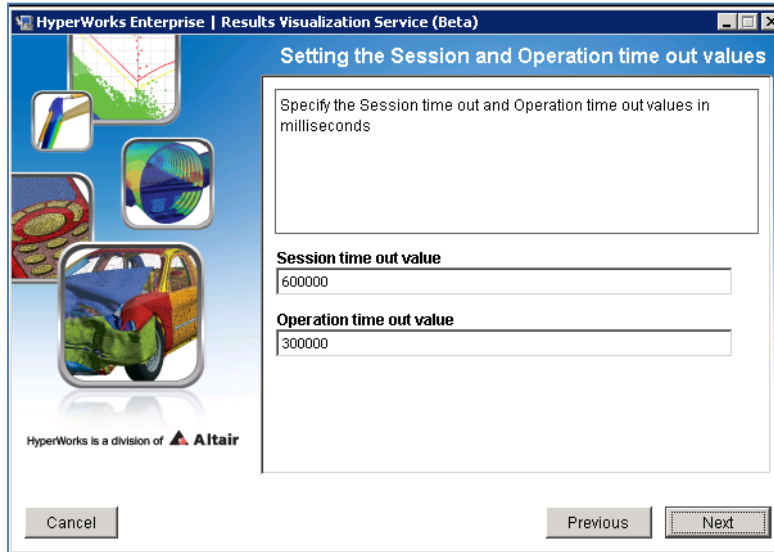 HyperWorks Enterprise | Results Visualization Service (Beta)
Setting the Session and Operation time out values
Specify the Session time out and Operation time out values in
milliseconds
Session time out value
600000
Operation time out value
300000
HyperWorks is a division of Altair
Cancel
Previous
Next